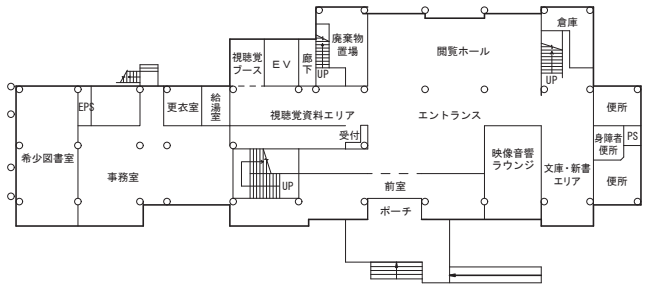 倉庫
廃棄物
置場
視聴覚
ブース
EV
廊下
閲覧ホール
UP
UP
EPS
更衣室
給湯室
視聴覚資料エリア
エントランス
便所
受付
身障者
便所
PS
希少図書室
事務室
映像音響
ラウンジ
文庫・新書
エリア
UP
前室
便所
ポーチ